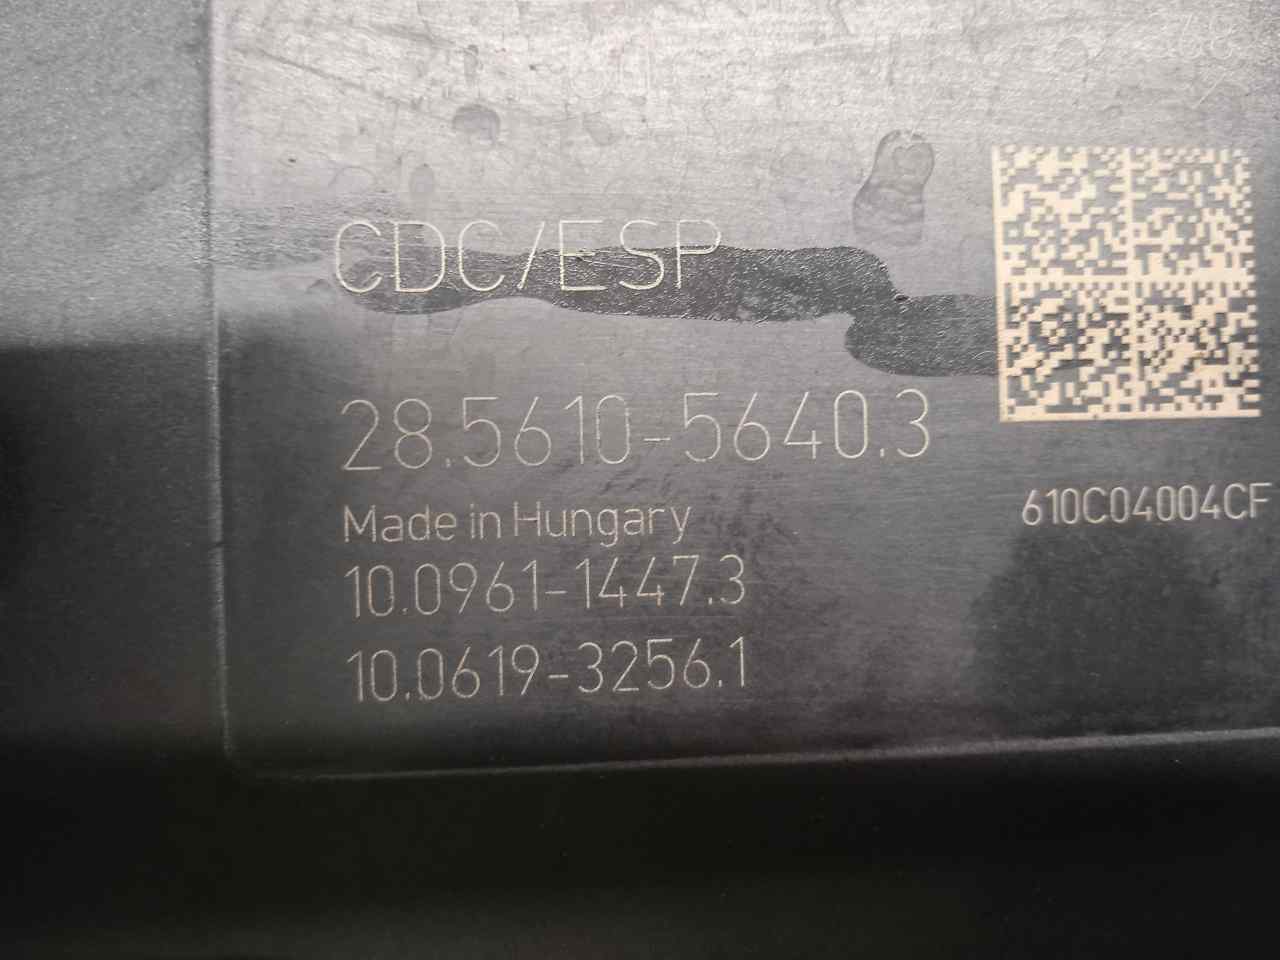 CDC/ESP
28.5610-5640.3
Made in Hungary
10.0961-1447.3
10.0619-3256.1
610C04004CF